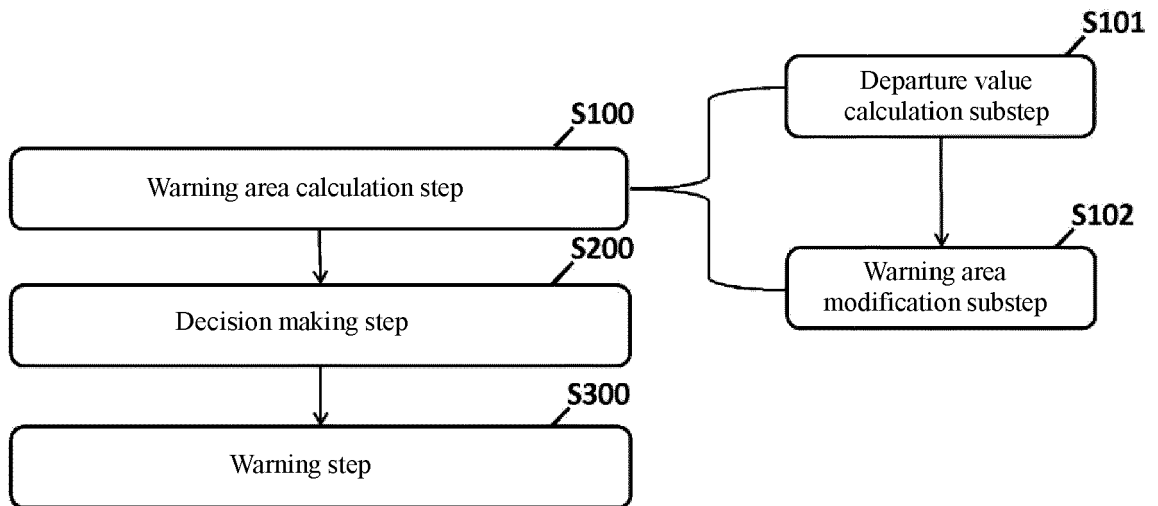 S100
Warning area calculation step
S200
Decision making step
S300
Warning step
S101
Departure value
calculation substep
S102
Warning area
modification substep